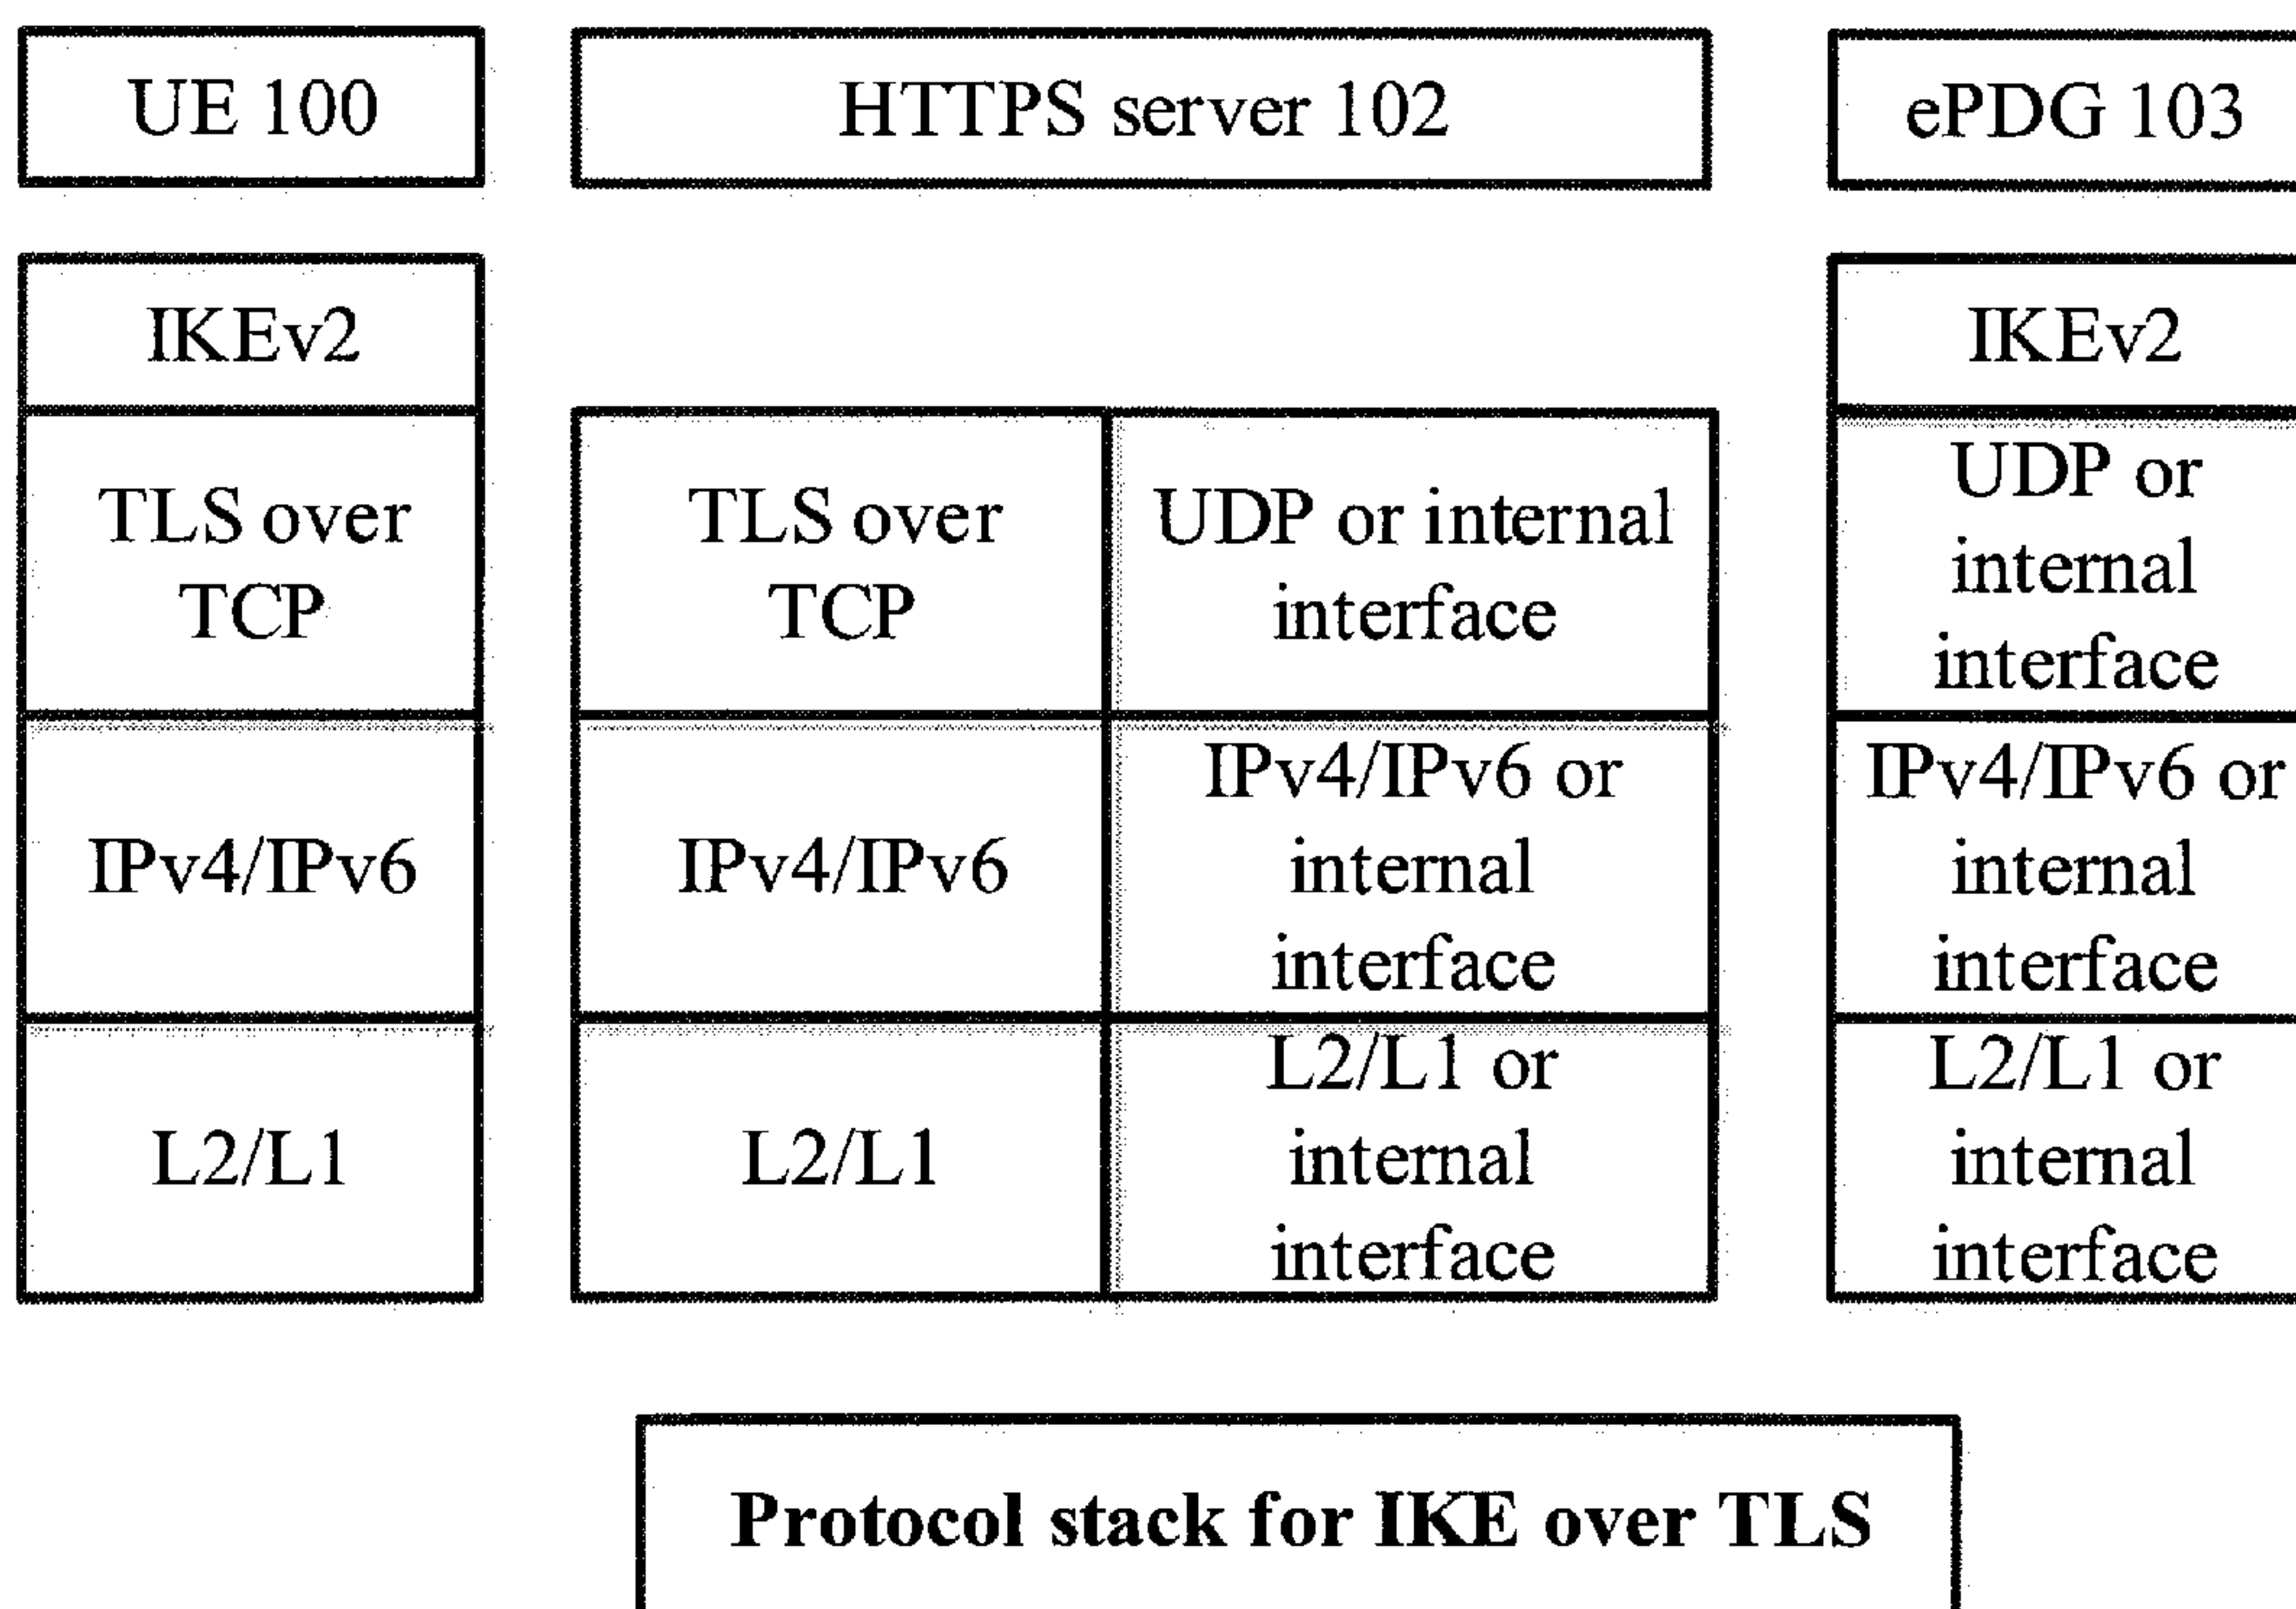 UE 100
HTTPS server 102
ePDG 103
IKEv2
TLS over
TCP
IPv4/IPv6
L2/L1
TLS over
TCP
IPv4/IPv6
L2/L1
UDP or internal
interface
IPv4/IPv6 or
internal
interface
L2/L1 or
internal
interface
IKEv2
UDP or
internal
interface
IPv4/IPv6 or
internal
interface
L2/L1 or
internal
interface
Protocol stack for IKE over TLS